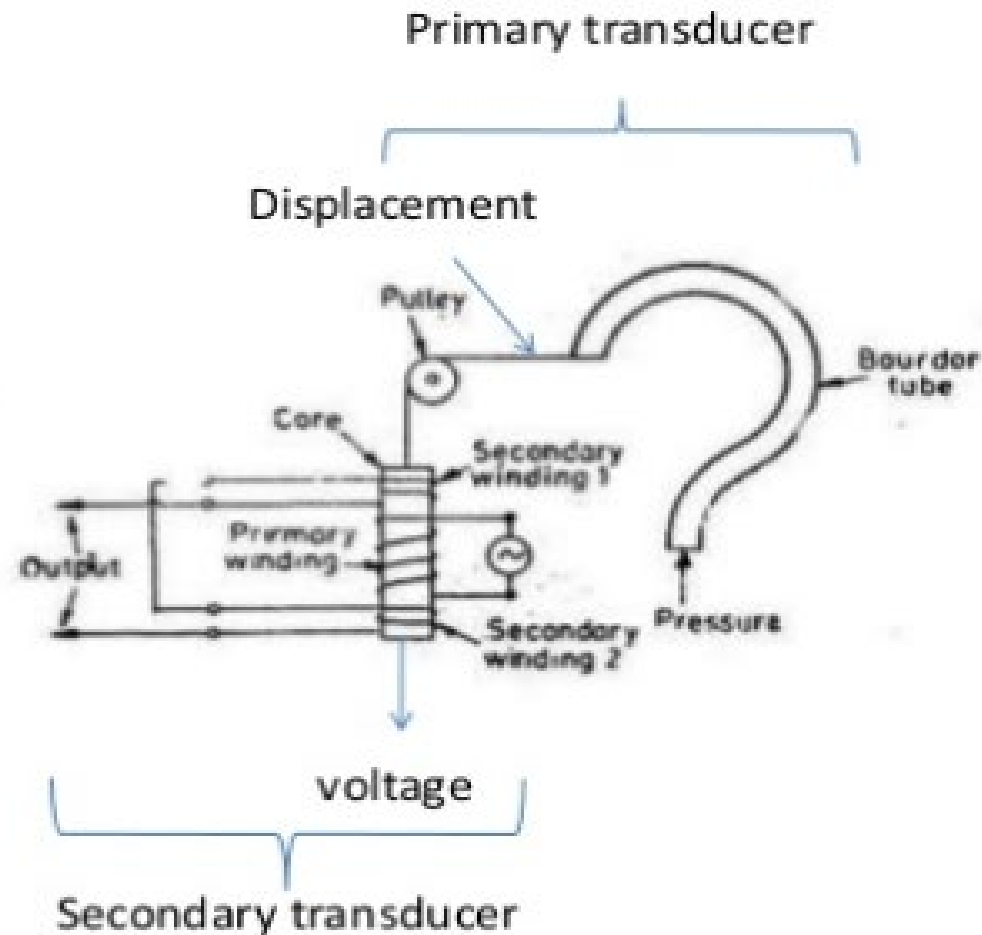 Primary transducer
Displacement
Pulley
Bourdor
tube
Core
Secondary
winding 1
Primary
winding
Output
Pressure
Secondary
winding 2
voltage
Secondary transducer